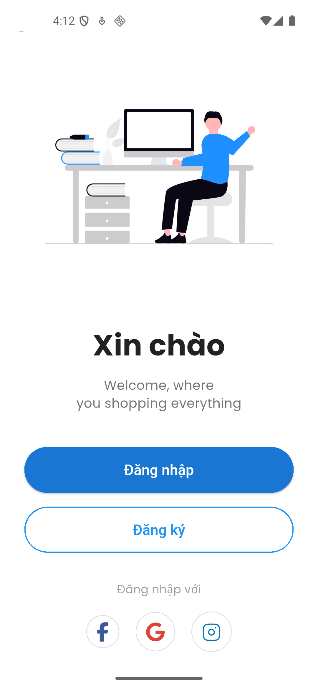 4:12
Xin chào
Welcome, where
you shopping everything
Đăng nhập
Đăng ký
Đăng nhập với